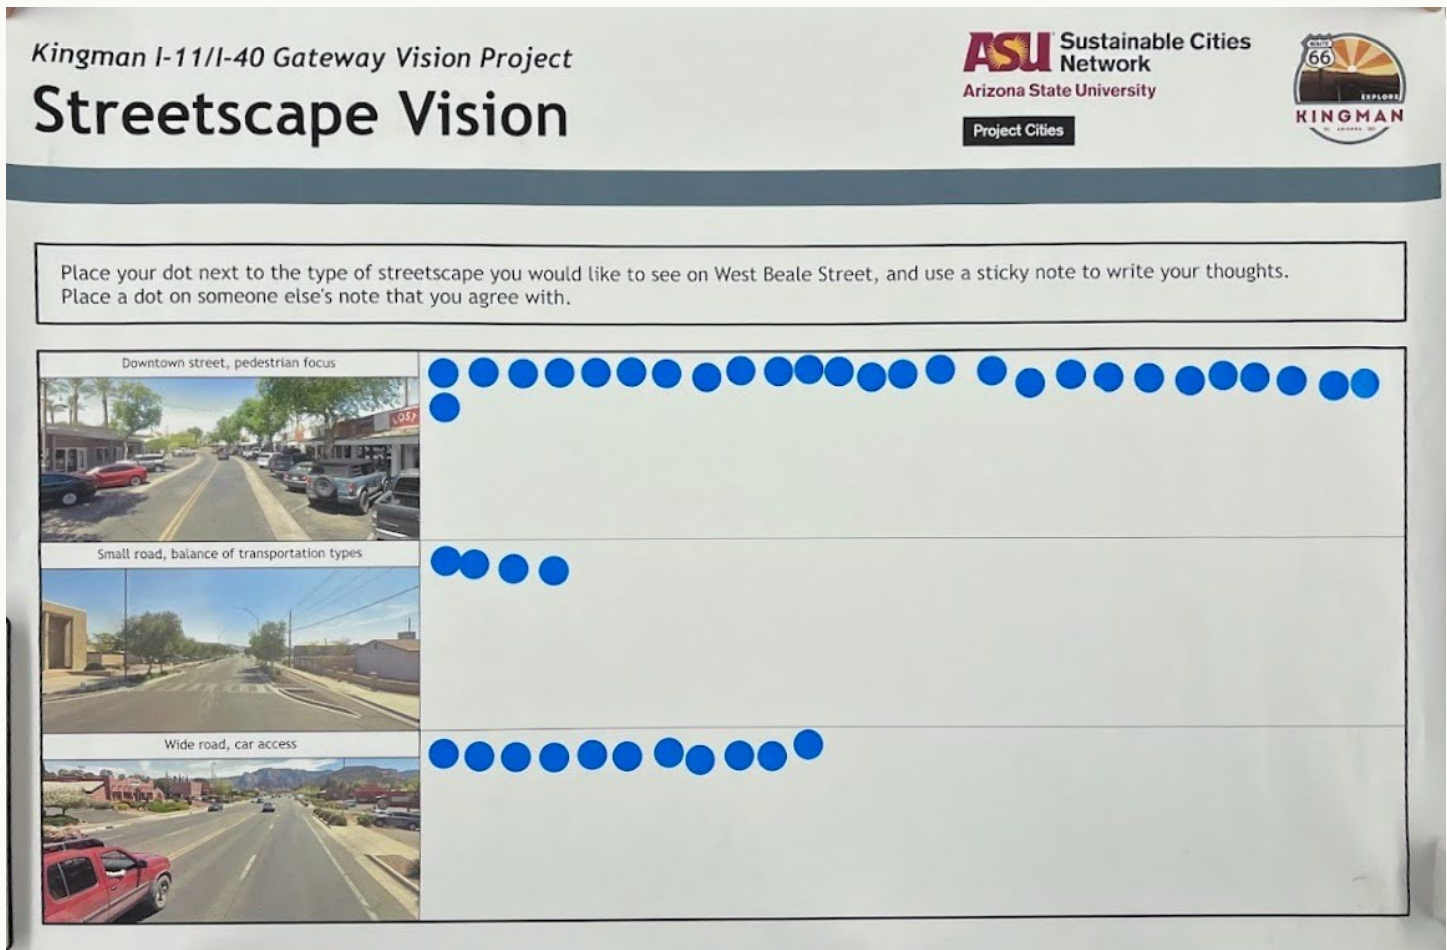 Kingman I-11/I-40 Gateway Vision Project
Streetscape Vision
ASU Sustainable Cities
Network
Arizona State University
Project Cities
ROUTE
66
EXPLORE
KINGMAN
Place your dot next to the type of streetscape you would like to see on West Beale Street, and use a sticky note to write your thoughts.
Place a dot on someone else's note that you agree with.
Downtown street, pedestrian focus
LOST
Small road, balance of transportation types
Wide road, car access